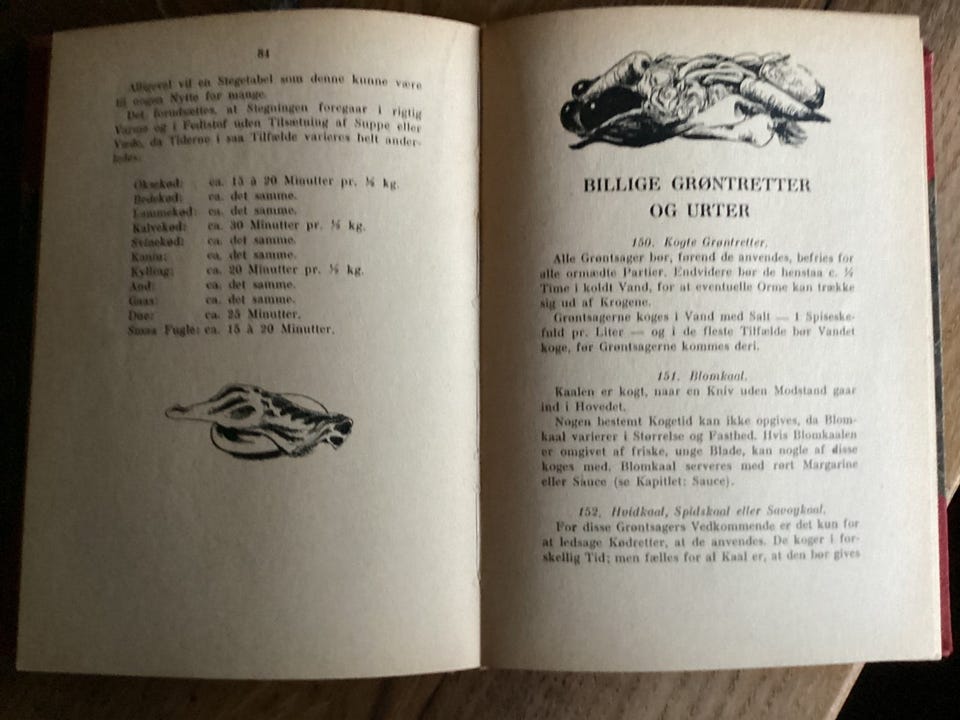 84
Alligevel vil en Stegetabel som denne kunne være
til nogen Nytte for mange.
Det forudsættes, at Stegningen foregaar i rigtig
Varme og i Fedtstof uden Tilsætning af Suppe eller
Væde, da Tiderne i saa Tilfælde varieres helt ander-
ledes:
Oksekød: ca. 15 à 20 Minutter pr. ½ kg.
Bedekød: ca. det samme.
Lammekød: ca. det samme.
Kalvekød: ca. 30 Minutter pr. ½ kg.
Svinekød: ca. det samme.
Kanin: ca. det samme.
Kylling: ca. 20 Minutter pr. ½ kg.
And: ca. det samme.
Gaas: ca. det samme.
Due: ca. 25 Minutter.
Smaa Fugle: ca. 15 à 20 Minutter.
BILLIGE GRØNTRETTER
OG URTER
150. Kogte Grøntretter.
Alle Grøntsager bør, førend de anvendes, befries for
alle ormædte Partier. Endvidere bør de henstaa c. ½
Time i koldt Vand, for at eventuelle Orme kan trække
sig ud af Krogene.
Grøntsagerne koges i Vand med Salt — 1 Spiseske-
fuld pr. Liter — og i de fleste Tilfælde bør Vandet
koge, før Grøntsagerne kommes deri.
151. Blomkaal.
Kaalen er kogt, naar en Kniv uden Modstand gaar
ind i Hovedet.
Nogen bestemt Kogetid kan ikke opgives, da Blom-
kaal varierer i Størrelse og Fasthed. Hvis Blomkaalen
er omgivet af friske, unge Blade, kan nogle af disse
koges med. Blomkaal serveres med rørt Margarine
eller Sauce (se Kapitlet: Sauce).
152. Hvidkaal, Spidskaal eller Savoykaal.
For disse Grøntsagers Vedkommende er det kun for
at ledsage Kødretter, at de anvendes. De koger i for-
skellig Tid; men fælles for al Kaal er, at den bør gives